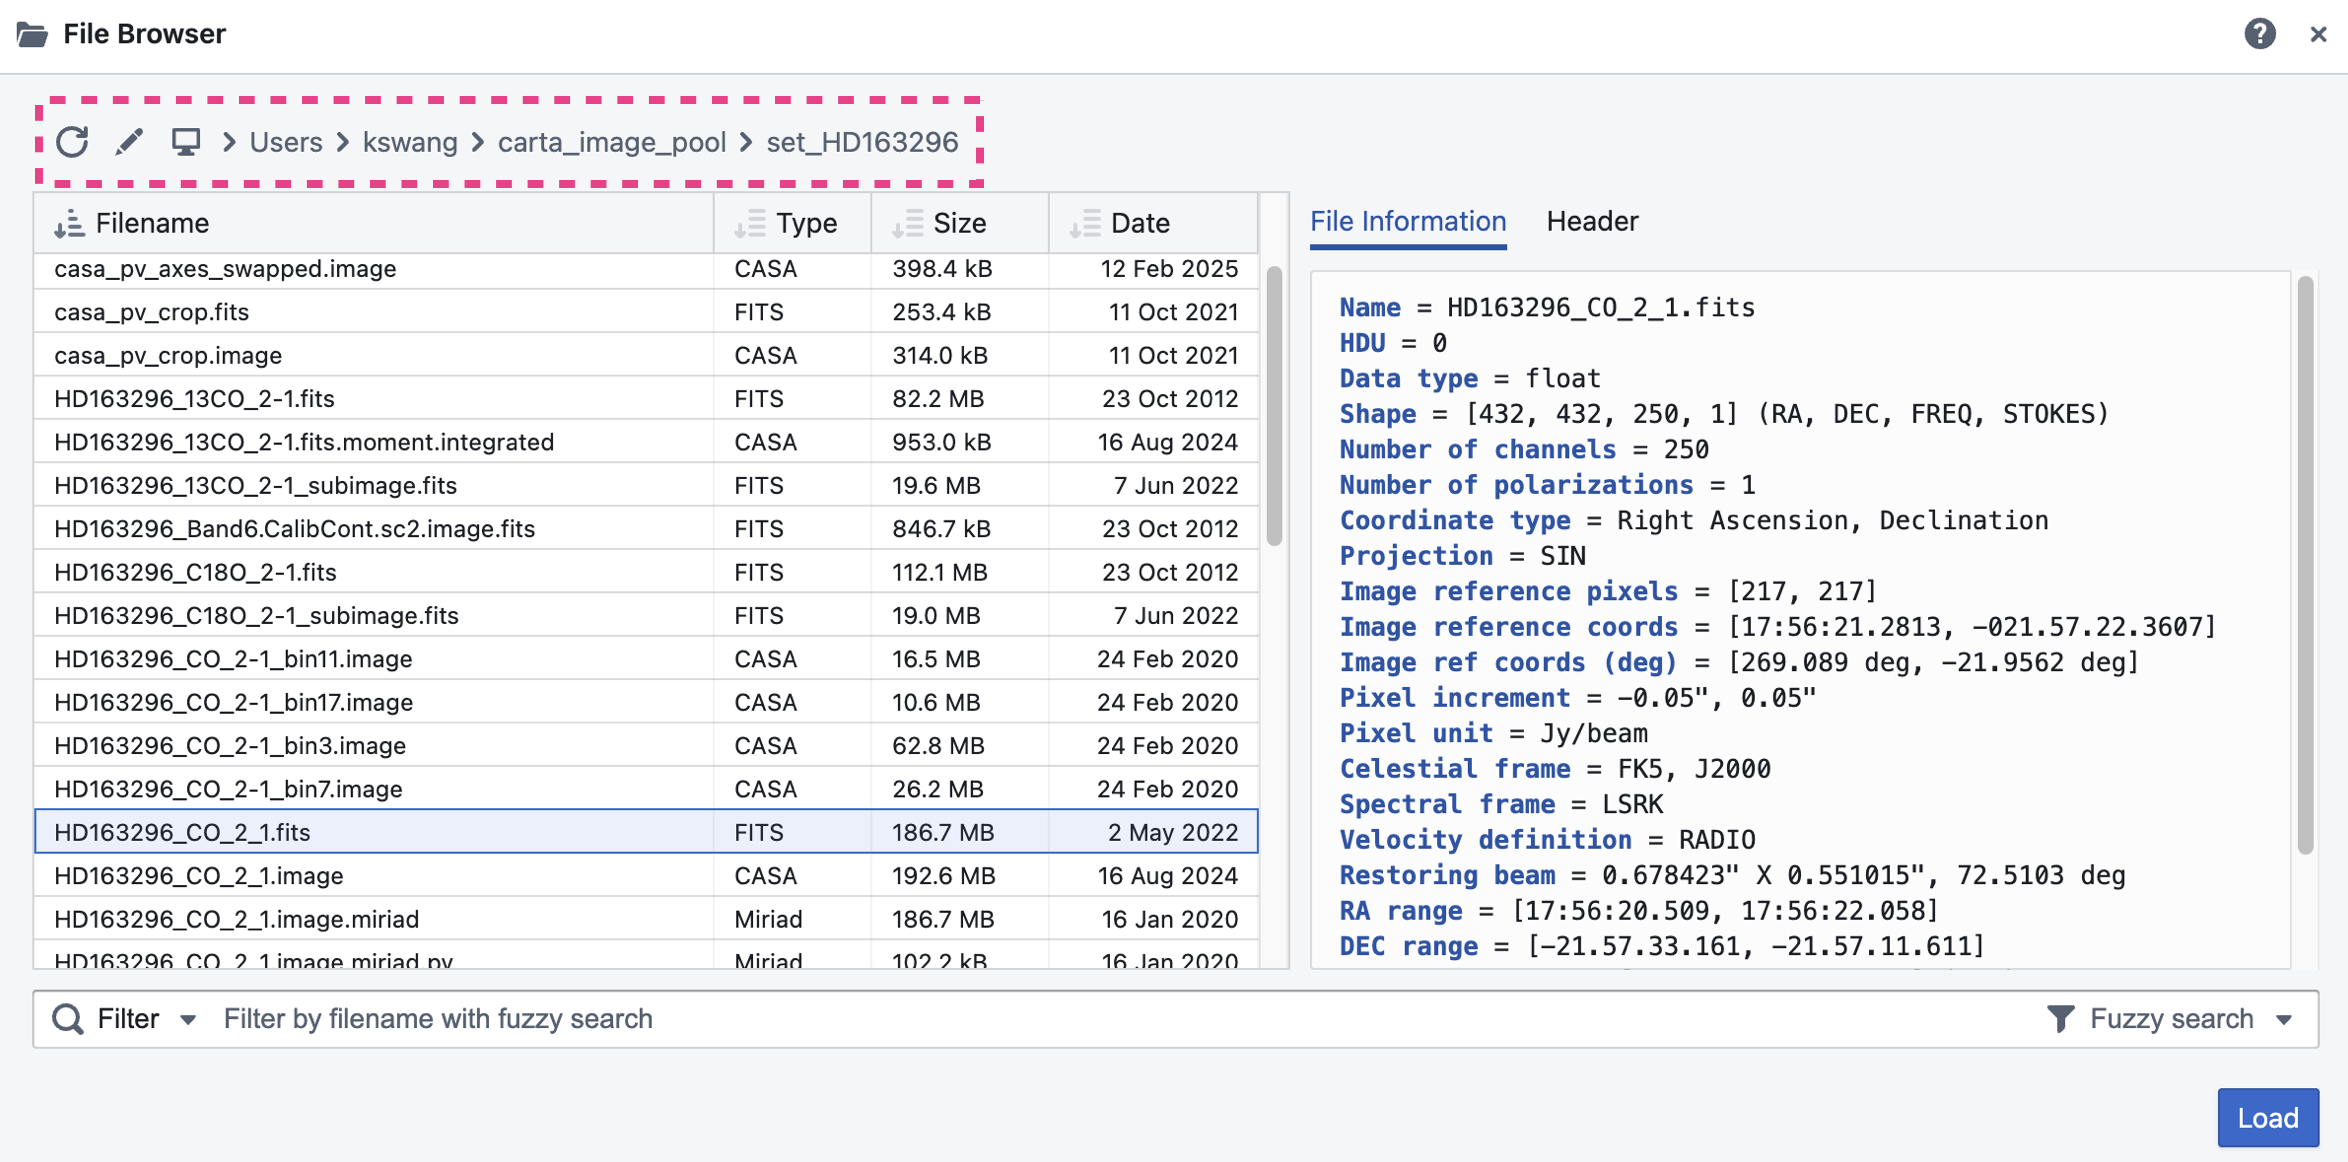 File Browser
Users > kswang > carta_image_pool > set_HD163296
Filename Type Size Date
casa_pv_axes_swapped.image CASA 398.4 kB 12 Feb 2025
casa_pv_crop.fits FITS 253.4 kB 11 Oct 2021
casa_pv_crop.image CASA 314.0 kB 11 Oct 2021
HD163296_13CO_2-1.fits FITS 82.2 MB 23 Oct 2012
HD163296_13CO_2-1.fits.moment.integrated CASA 953.0 kB 16 Aug 2024
HD163296_13CO_2-1_subimage.fits FITS 19.6 MB 7 Jun 2022
HD163296_Band6.CalibCont.sc2.image.fits FITS 846.7 kB 23 Oct 2012
HD163296_C18O_2-1.fits FITS 112.1 MB 23 Oct 2012
HD163296_C18O_2-1_subimage.fits FITS 19.0 MB 7 Jun 2022
HD163296_CO_2-1_bin11.image CASA 16.5 MB 24 Feb 2020
HD163296_CO_2-1_bin17.image CASA 10.6 MB 24 Feb 2020
HD163296_CO_2-1_bin3.image CASA 62.8 MB 24 Feb 2020
HD163296_CO_2-1_bin7.image CASA 26.2 MB 24 Feb 2020
HD163296_CO_2_1.fits FITS 186.7 MB 2 May 2022
HD163296_CO_2_1.image CASA 192.6 MB 16 Aug 2024
HD163296_CO_2_1.image.miriad Miriad 186.7 MB 16 Jan 2020
HD163296_CO_2_1.image.miriad.pv Miriad 102.2 kB 16 Jan 2020
File Information Header
Name = HD163296_CO_2_1.fits
HDU = 0
Data type = float
Shape = [432, 432, 250, 1] (RA, DEC, FREQ, STOKES)
Number of channels = 250
Number of polarizations = 1
Coordinate type = Right Ascension, Declination
Projection = SIN
Image reference pixels = [217, 217]
Image reference coords = [17:56:21.2813, -021.57.22.3607]
Image ref coords (deg) = [269.089 deg, -21.9562 deg]
Pixel increment = -0.05", 0.05"
Pixel unit = Jy/beam
Celestial frame = FK5, J2000
Spectral frame = LSRK
Velocity definition = RADIO
Restoring beam = 0.678423" X 0.551015", 72.5103 deg
RA range = [17:56:20.509, 17:56:22.058]
DEC range = [-21.57.33.161, -21.57.11.611]
Filter Filter by filename with fuzzy search Fuzzy search
Load